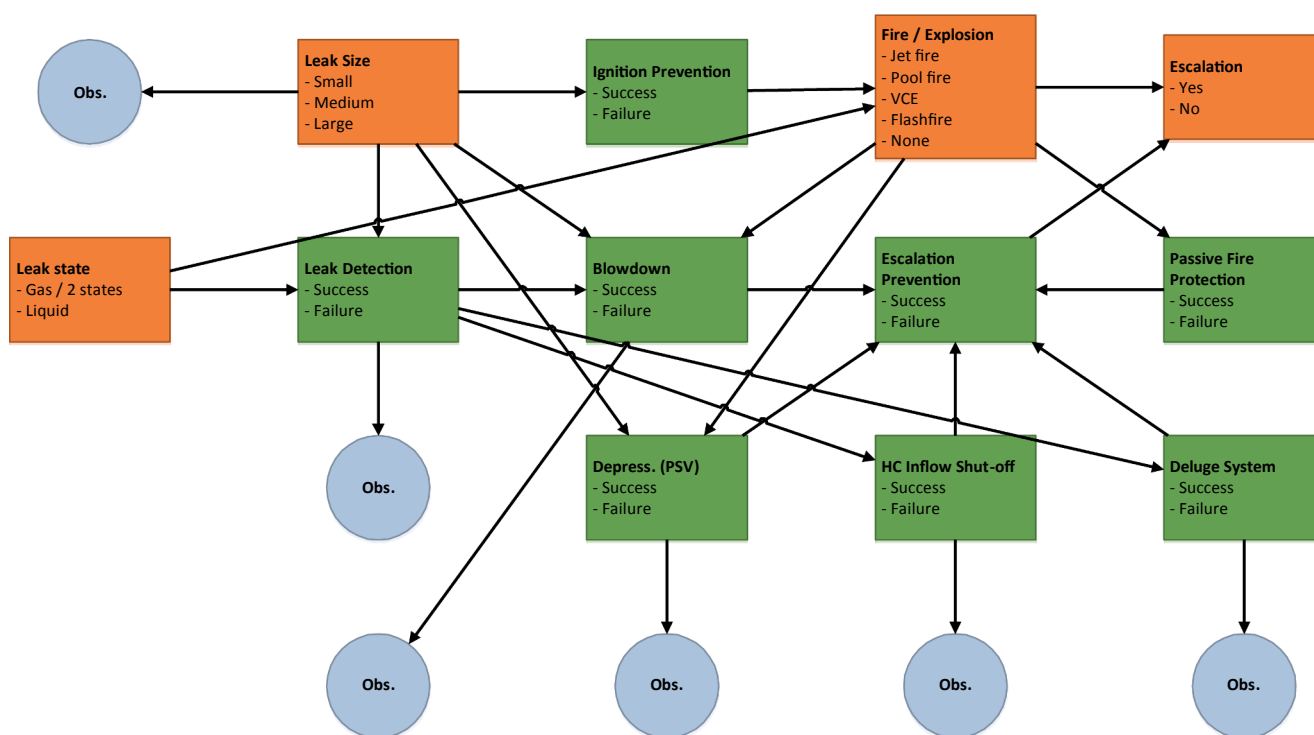 Obs.
Leak Size
- Small
- Medium
- Large
Ignition Prevention
- Success
- Failure
Fire / Explosion
- Jet fire
- Pool fire
- VCE
- Flashfire
- None
Escalation
- Yes
- No
Leak state
- Gas / 2 states
- Liquid
Leak Detection
- Success
- Failure
Blowdown
- Success
- Failure
Escalation
Prevention
- Success
- Failure
Passive Fire
Protection
- Success
- Failure
Obs.
Depress. (PSV)
- Success
- Failure
HC Inflow Shut-off
- Success
- Failure
Deluge System
- Success
- Failure
Obs.
Obs.
Obs.
Obs.